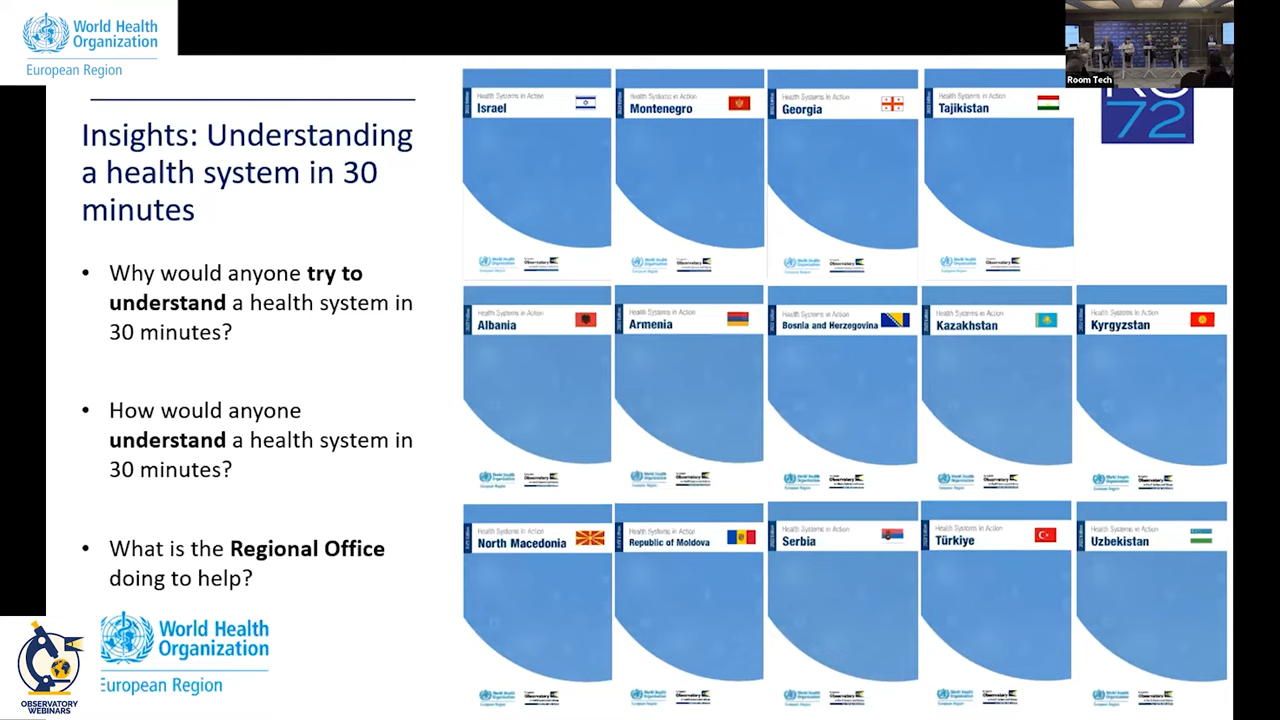 World Health
Organization
European Region
Room Tech
72
Insights: Understanding
a health system in 30
minutes
• Why would anyone try to
understand a health system in
30 minutes?
• How would anyone
understand a health system in
30 minutes?
• What is the Regional Office
doing to help?
World Health
Organization
European Region
OBSERVATORY
WEBINARS
Health Systems in Action
Israel
Health Systems in Action
Montenegro
Health Systems in Action
Georgia
Health Systems in Action
Tajikistan
Health Systems in Action
Albania
Health Systems in Action
Armenia
Health Systems in Action
Bosnia and Herzegovina
Health Systems in Action
Kazakhstan
Health Systems in Action
Kyrgyzstan
Health Systems in Action
North Macedonia
Health Systems in Action
Republic of Moldova
Health Systems in Action
Serbia
Health Systems in Action
Türkiye
Health Systems in Action
Uzbekistan